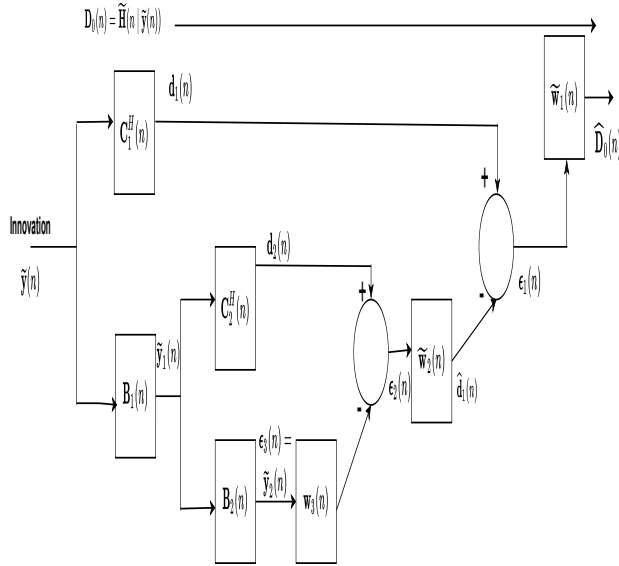 D₀(n) = H̃(n | ỹ(n))
d₁(n)
C₁ᴴ(n)
w̃₁(n)
D̂₀(n)
Innovation
ỹ(n)
+
-
ϵ₁(n)
d₂(n)
C₂ᴴ(n)
+
-
ϵ₂(n)
w̃₂(n)
d̂₁(n)
B₁(n)
ỹ₁(n)
B₂(n)
ϵ₃(n) =
ỹ₂(n)
w₃(n)